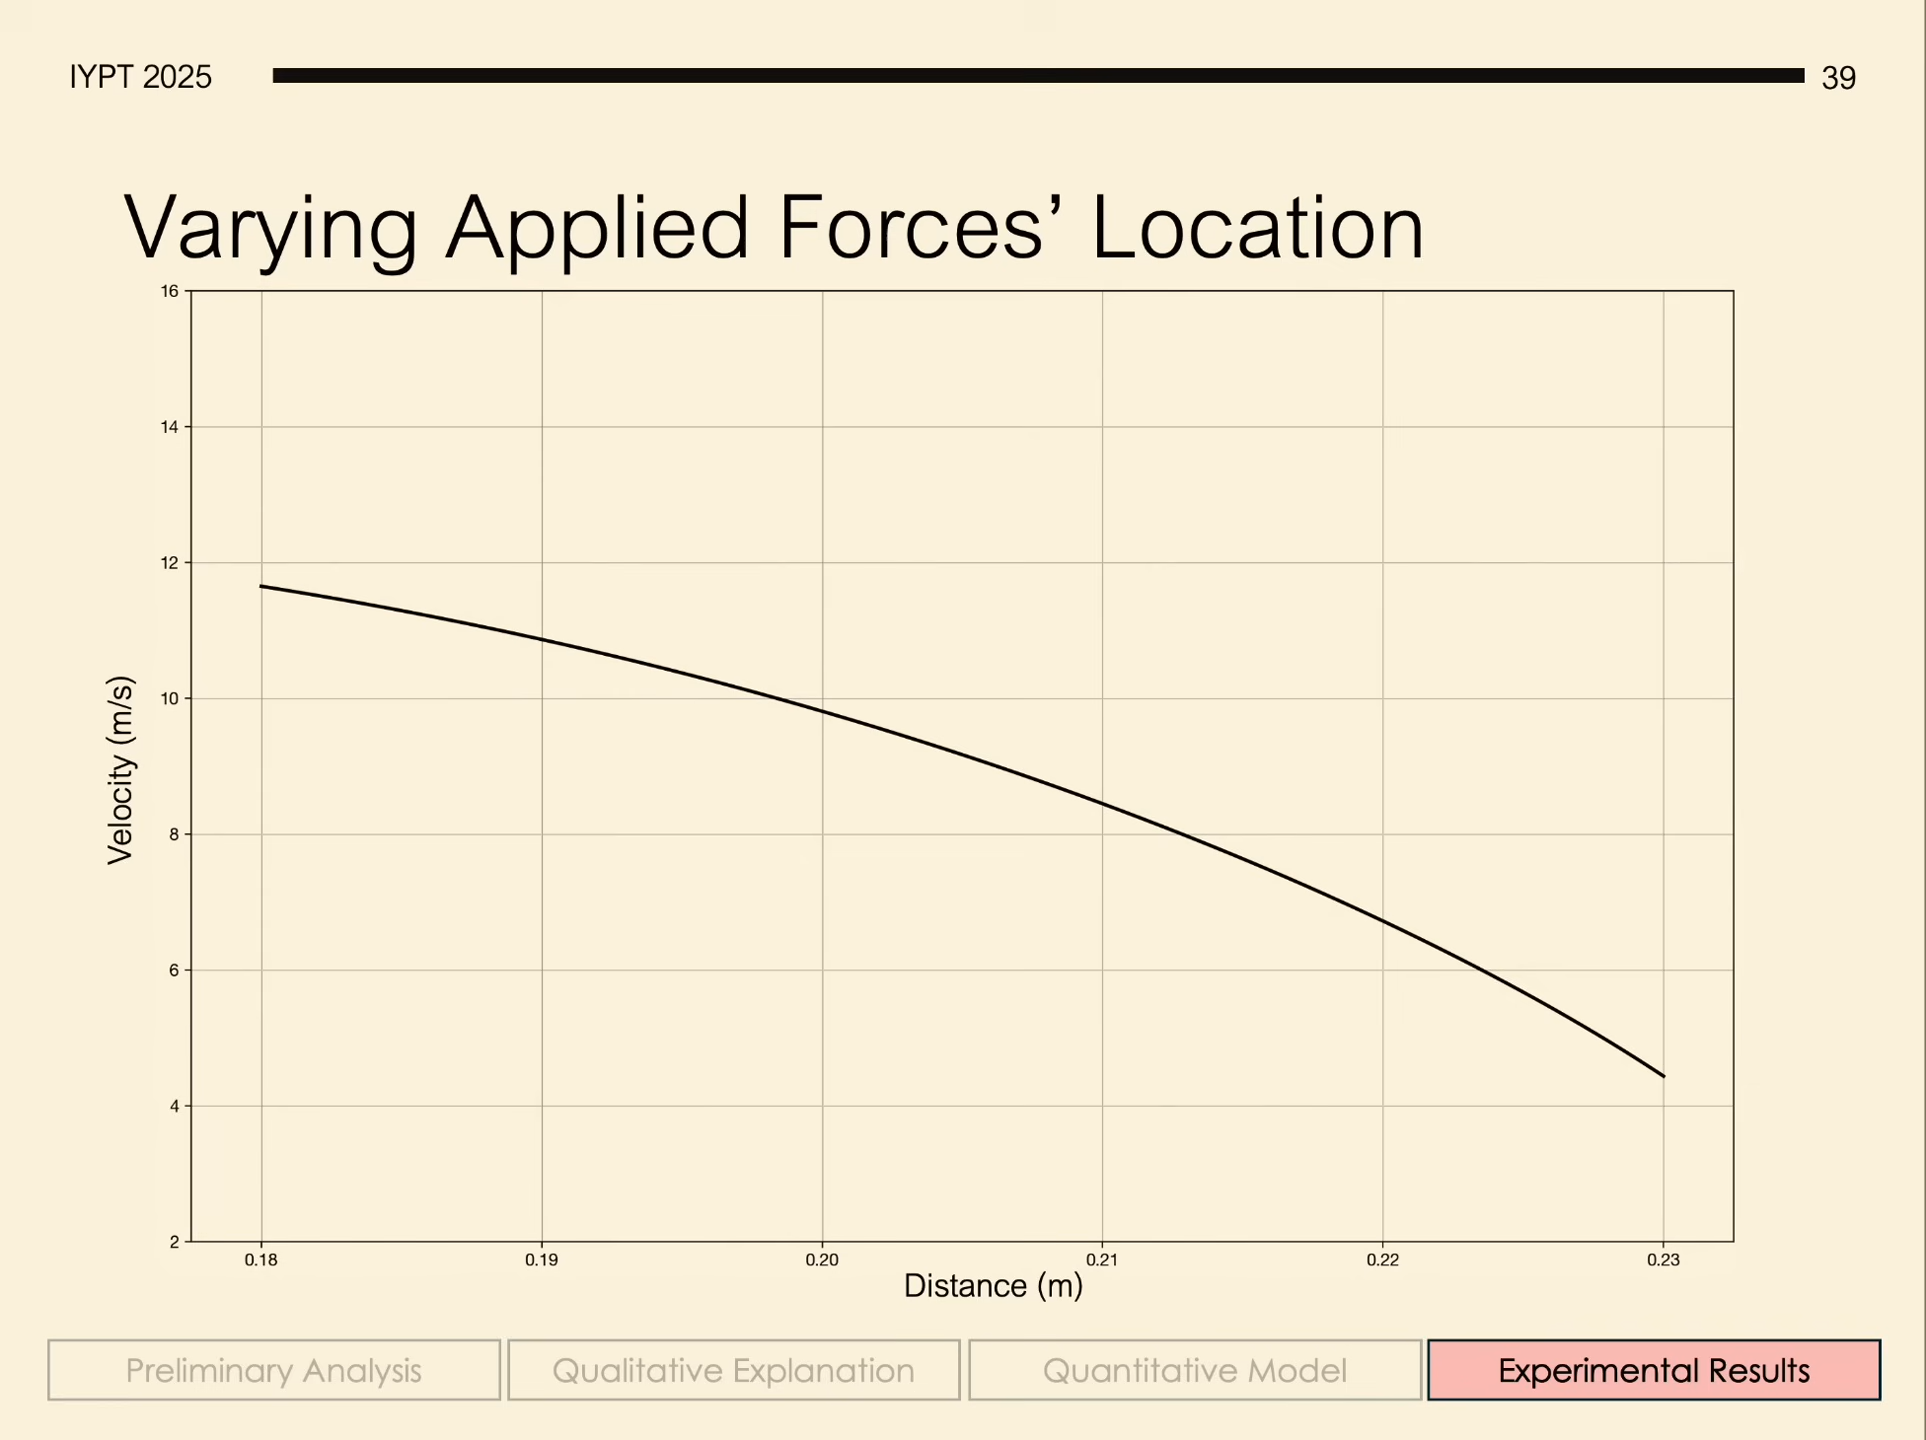 IYPT 2025
39
Varying Applied Forces’ Location
16
14
12
10
8
6
4
2
Velocity (m/s)
0.18 0.19 0.20 0.21 0.22 0.23
Distance (m)
Preliminary Analysis
Qualitative Explanation
Quantitative Model
Experimental Results